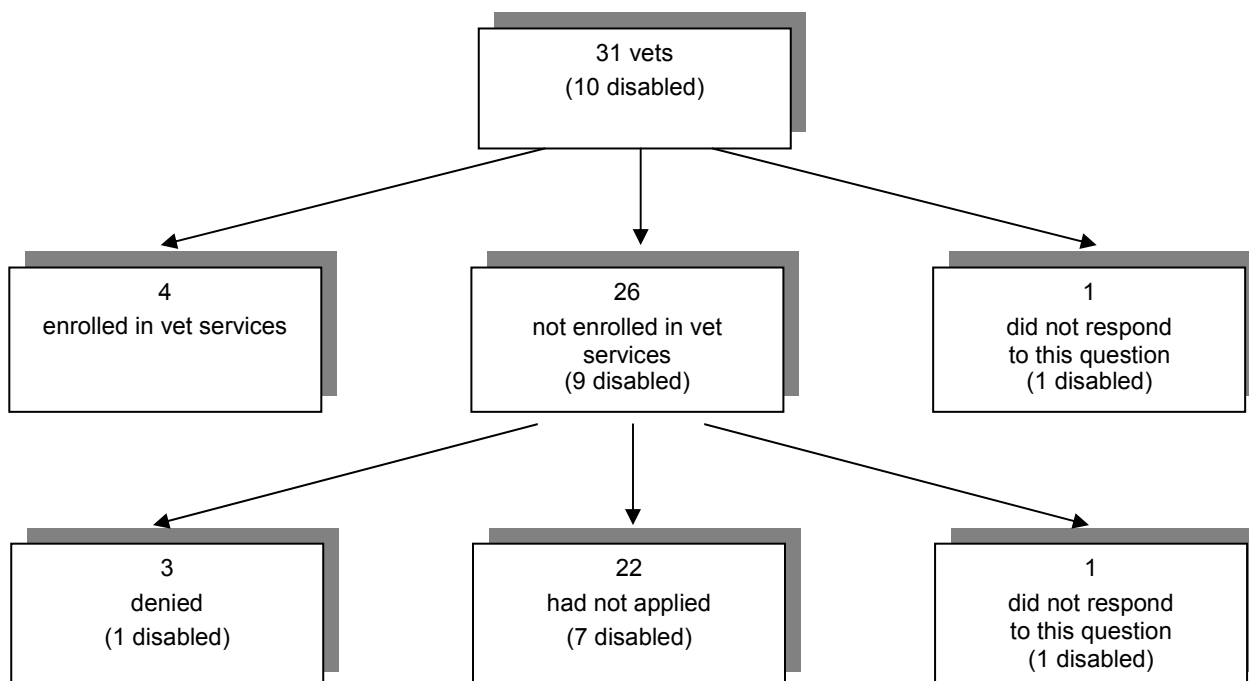 31 vets
(10 disabled)
4
enrolled in vet services
26
not enrolled in vet
services
(9 disabled)
1
did not respond
to this question
(1 disabled)
3
denied
(1 disabled)
22
had not applied
(7 disabled)
1
did not respond
to this question
(1 disabled)